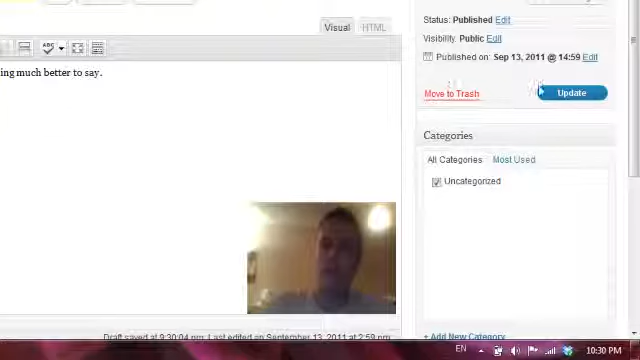 Status: Published Edit
Visual HTML
Visibility: Public Edit
Published on: Sep 13, 2011 @ 14:59 Edit
ing much better to say.
Move to Trash Update
Categories
All Categories Most Used
Uncategorized
Draft saved at 9:30:04 pm. Last edited on September 13, 2011 at 2:59 pm
+ Add New Category
EN 10:30 PM